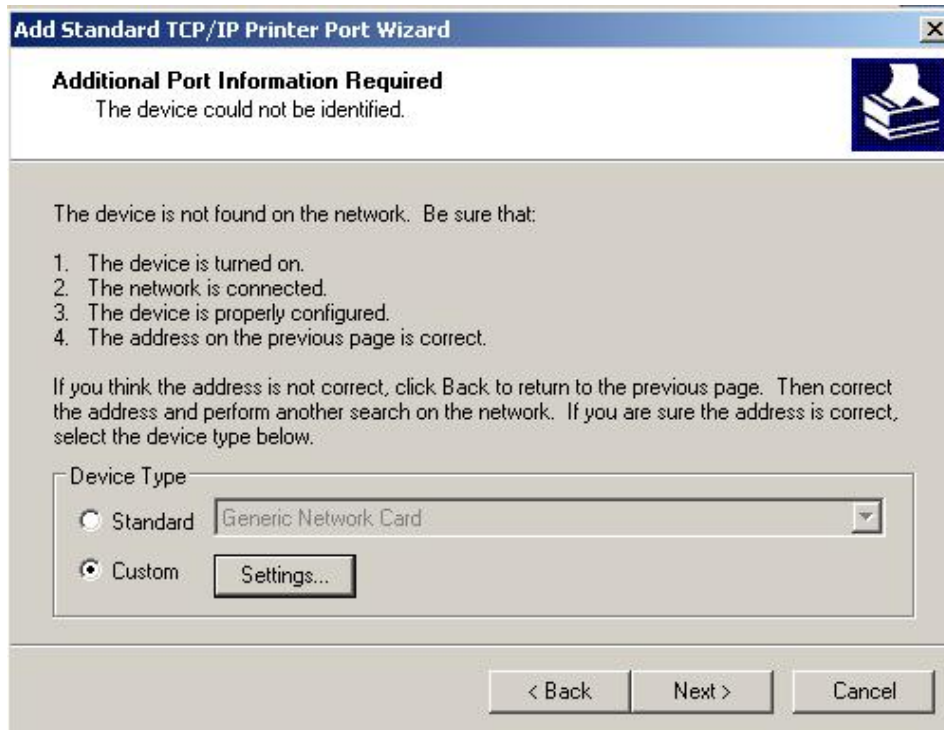 Add Standard TCP/IP Printer Port Wizard
Additional Port Information Required
The device could not be identified.
The device is not found on the network.  Be sure that:
1.  The device is turned on.
2.  The network is connected.
3.  The device is properly configured.
4.  The address on the previous page is correct.
If you think the address is not correct, click Back to return to the previous page.  Then correct
the address and perform another search on the network.  If you are sure the address is correct,
select the device type below.
Device Type
Standard
Generic Network Card
Custom
Settings...
< Back
Next >
Cancel